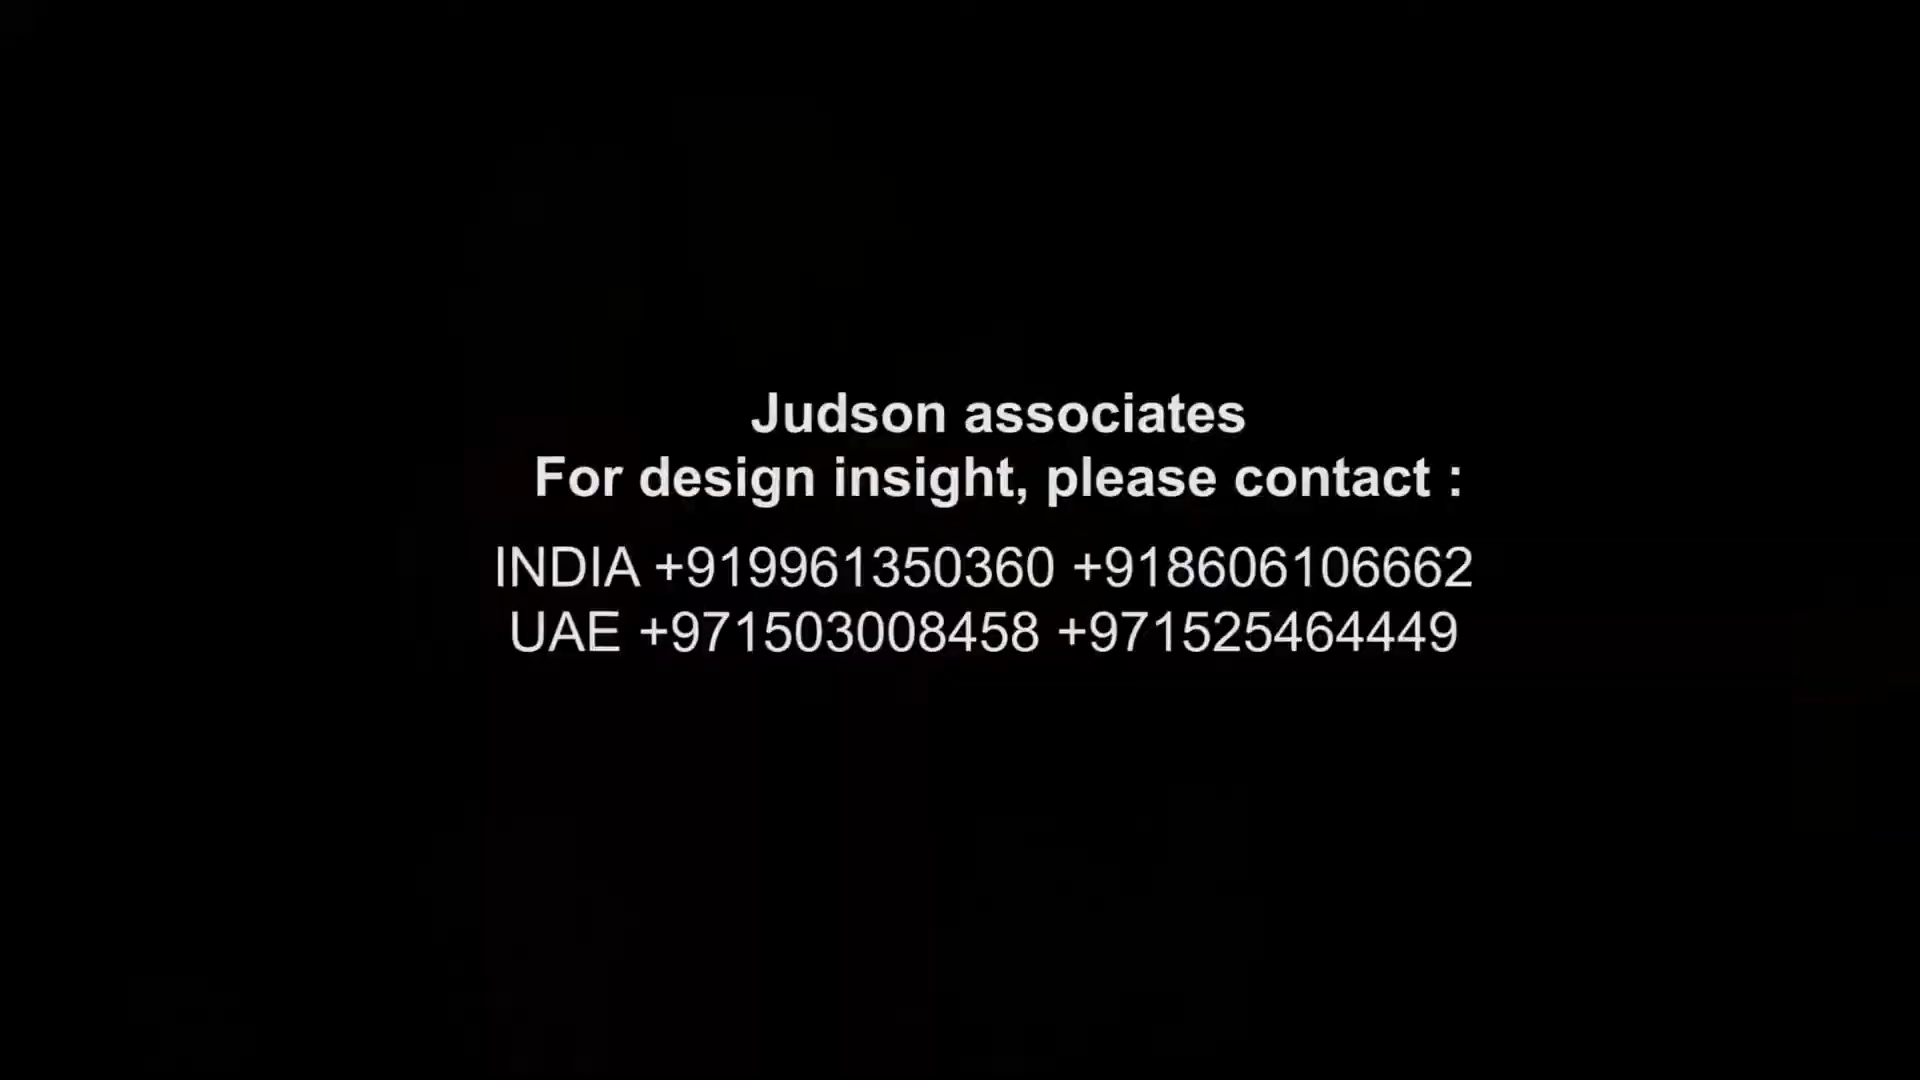 Judson associates
For design insight, please contact :
INDIA +919961350360 +918606106662
UAE +971503008458 +971525464449